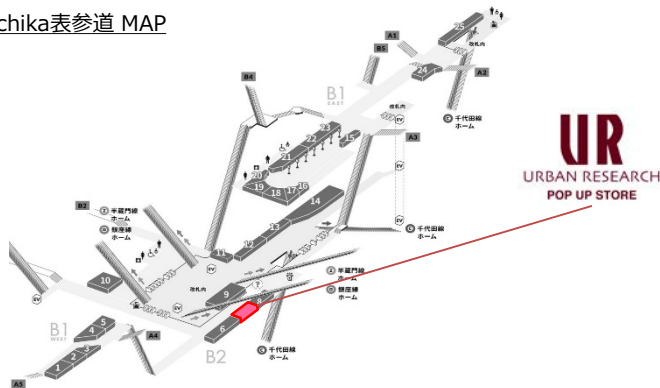 chika表参道 MAP
UR
URBAN RESEARCH
POP UP STORE
25
改札内
A1
B5
24
A2
B4
B1
EAST
千代田線
ホーム
改札内
EV
23
22
21
15
A3
20
19
18
17
16
EV
14
B2
半蔵門線
ホーム
銀座線
ホーム
13
12
11
EV
千代田線
ホーム
EV
10
改札内
半蔵門線
ホーム
銀座線
ホーム
?
9
8
EV
EV
B1
WEST
5
4
3
2
1
A4
A5
6
B2
千代田線
ホーム